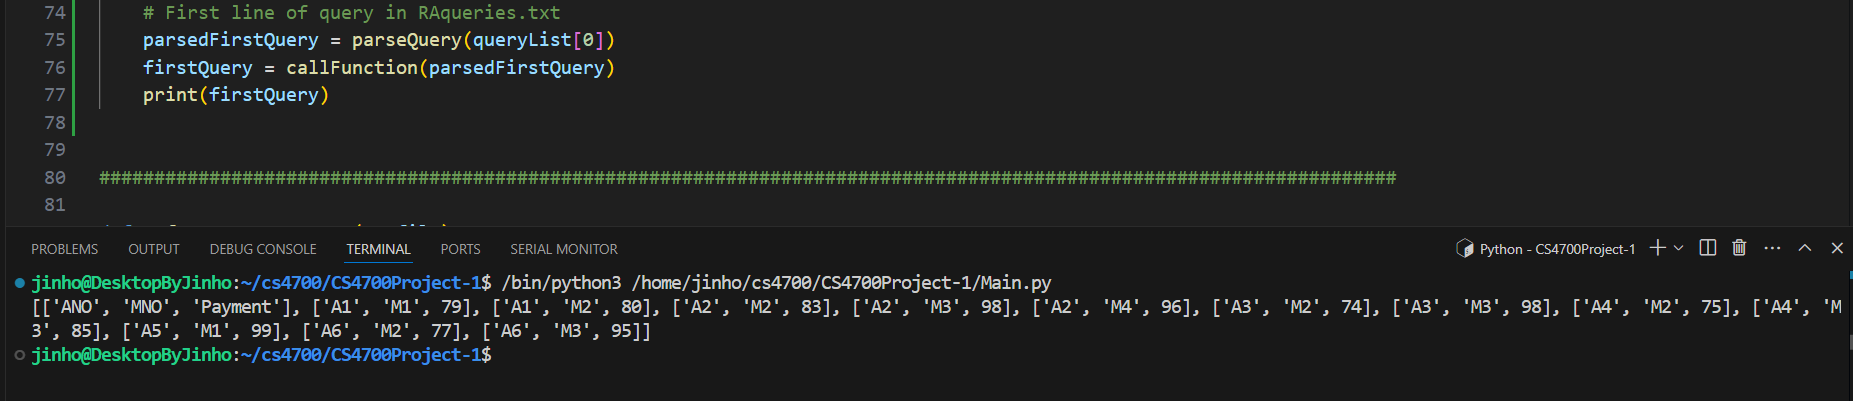 74 # First line of query in RAqueries.txt
75 parsedFirstQuery = parseQuery(queryList[0])
76 firstQuery = callFunction(parsedFirstQuery)
77 print(firstQuery)
78
79
80 ######################################################################################################################
81
PROBLEMS OUTPUT DEBUG CONSOLE TERMINAL PORTS SERIAL MONITOR Python - CS4700Project-1
jinho@DesktopByJinho:~/cs4700/CS4700Project-1$ /bin/python3 /home/jinho/cs4700/CS4700Project-1/Main.py
[['ANO', 'MNO', 'Payment'], ['A1', 'M1', 79], ['A1', 'M2', 80], ['A2', 'M2', 83], ['A2', 'M3', 98], ['A2', 'M4', 96], ['A3', 'M2', 74], ['A3', 'M3', 98], ['A4', 'M2', 75], ['A4', 'M
3', 85], ['A5', 'M1', 99], ['A6', 'M2', 77], ['A6', 'M3', 95]]
jinho@DesktopByJinho:~/cs4700/CS4700Project-1$